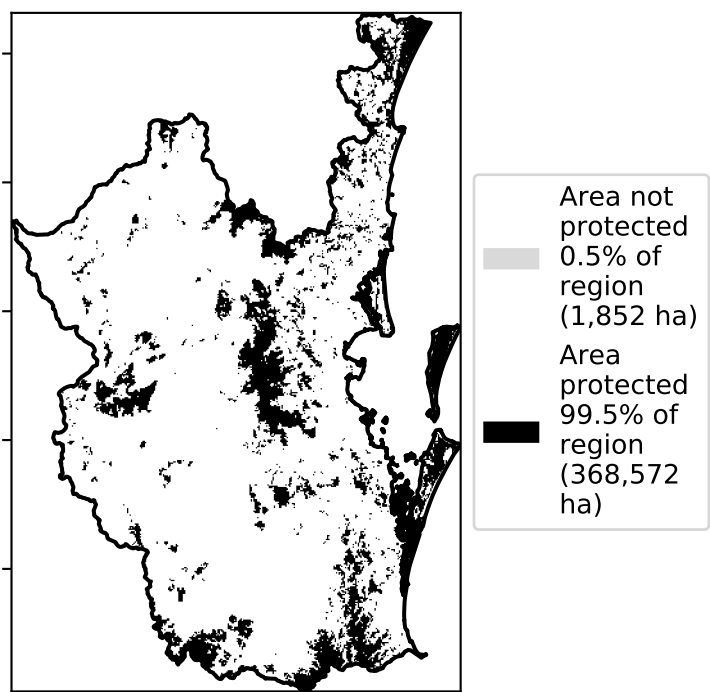 Area not
protected
0.5% of
region
(1,852 ha)
Area
protected
99.5% of
region
(368,572
ha)